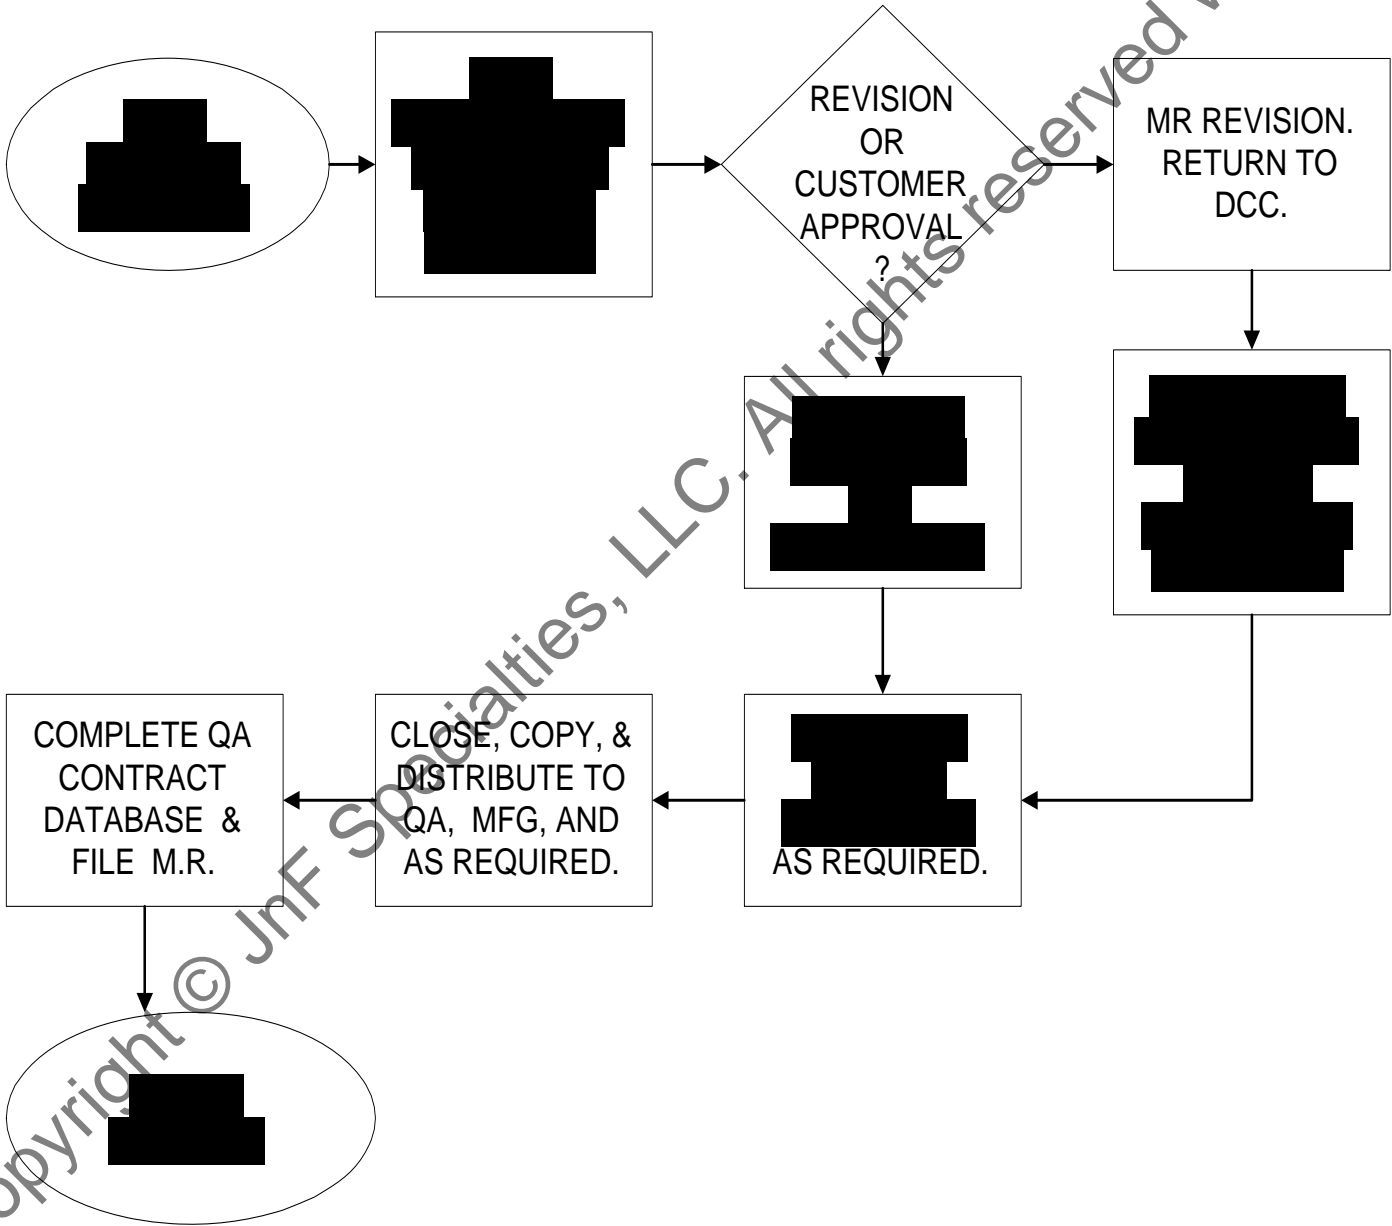 REVISION
OR
CUSTOMER
APPROVAL
?
MR REVISION.
RETURN TO
DCC.
COMPLETE QA
CONTRACT
DATABASE &
FILE M.R.
CLOSE, COPY, &
DISTRIBUTE TO
QA, MFG, AND
AS REQUIRED.
AS REQUIRED.
opyright © JnF Specialties, LLC. All rights reserved